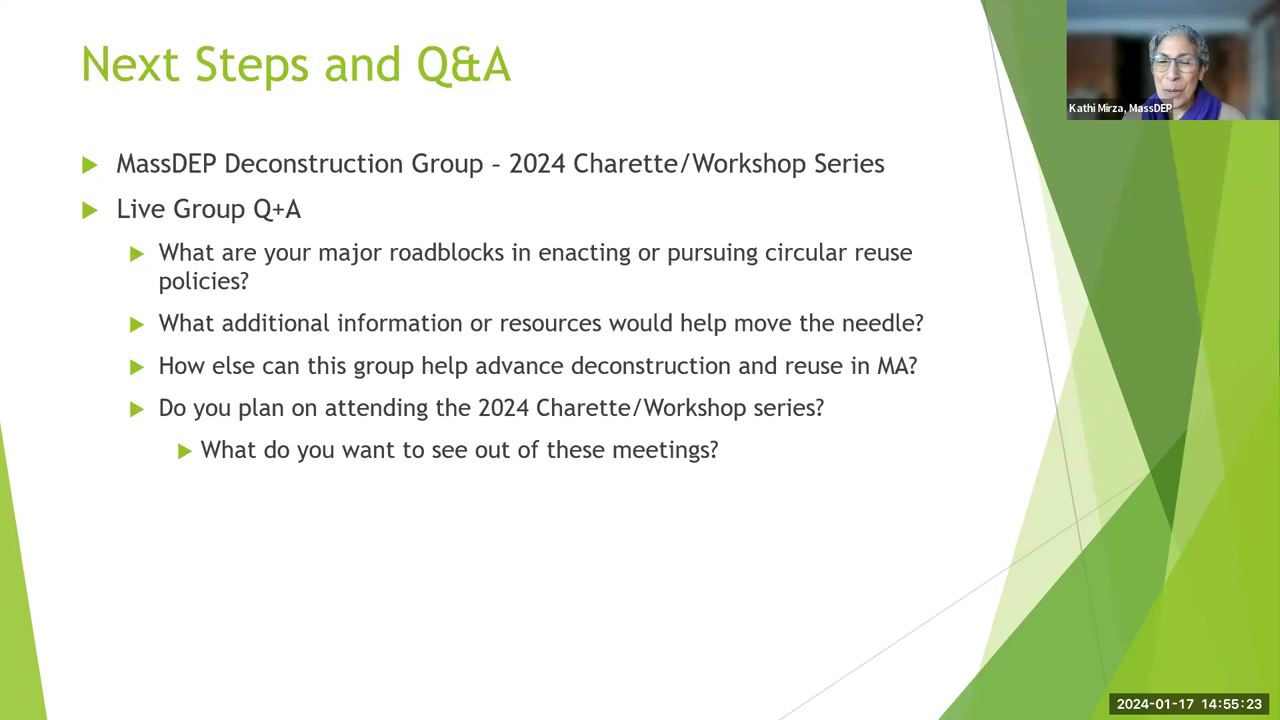 Next Steps and Q&A
Kathi Mirza, MassDEP
MassDEP Deconstruction Group – 2024 Charette/Workshop Series
Live Group Q+A
What are your major roadblocks in enacting or pursuing circular reuse
policies?
What additional information or resources would help move the needle?
How else can this group help advance deconstruction and reuse in MA?
Do you plan on attending the 2024 Charette/Workshop series?
What do you want to see out of these meetings?
2024-01-17 14:55:23